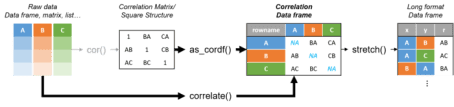 Raw data
Data frame, matrix, list…
Correlation Matrix/
Square Structure
Correlation
Data frame
Long format
Data frame
A B C
cor()
1 BA CA
AB 1 CB
AC BC 1
as_cordf()
rowname A B C
A NA BA CA
B AB NA CB
C AC BC NA
stretch()
x y r
A B AB
A C AC
B A BA
⋮
correlate()